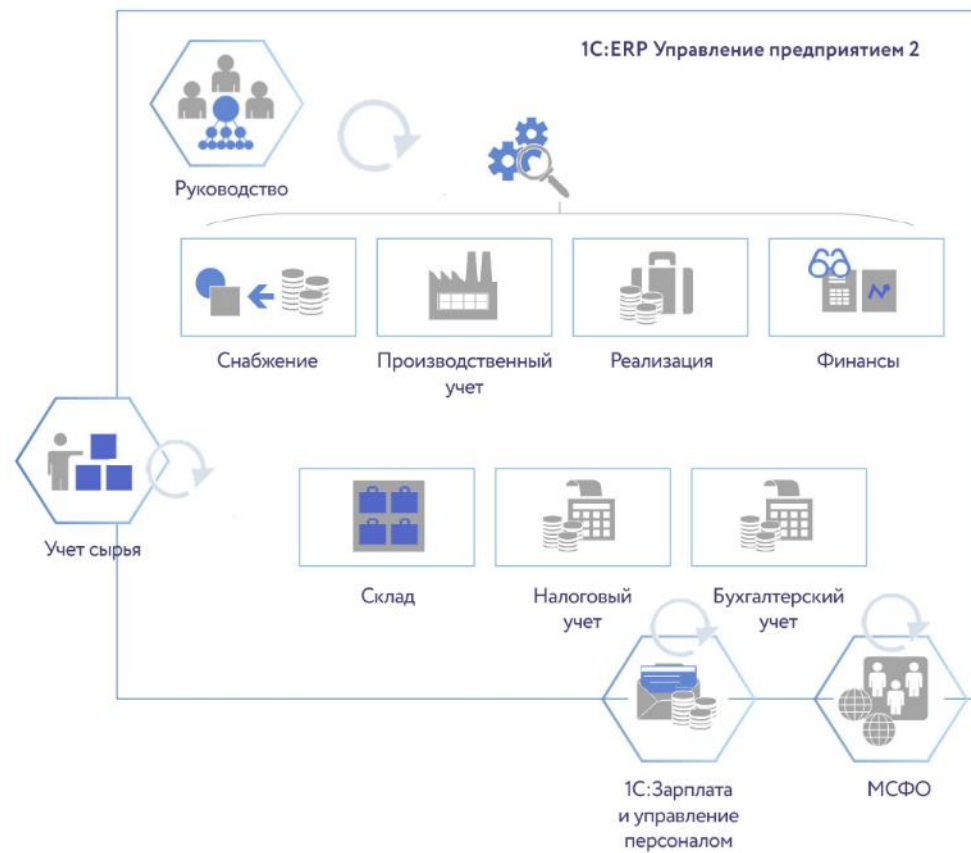 1С:ERP Управление предприятием 2
Руководство
Снабжение
Производственный
учет
Реализация
Финансы
Учет сырья
Склад
Налоговый
учет
Бухгалтерский
учет
1С:Зарплата
и управление
персоналом
МСФО